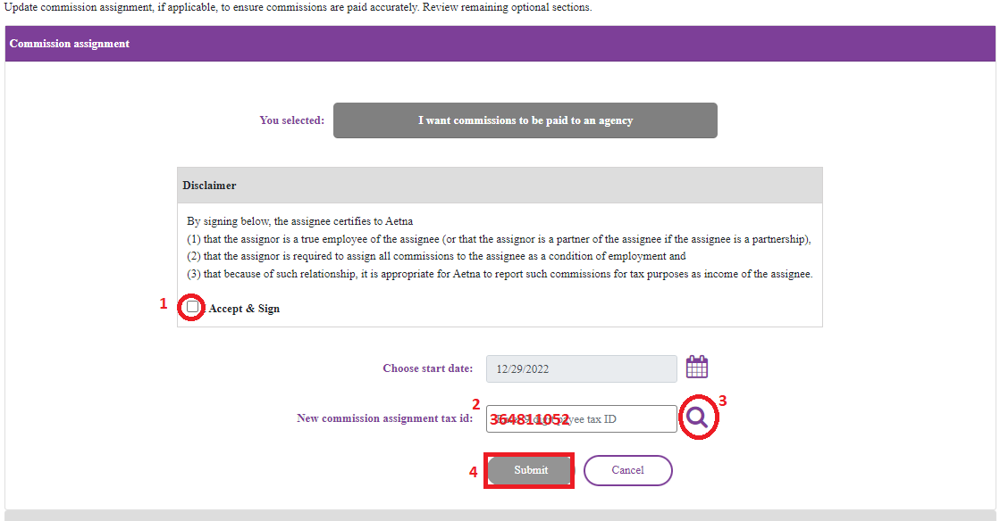 Update commission assignment, if applicable, to ensure commissions are paid accurately. Review remaining optional sections.
Commission assignment
You selected: I want commissions to be paid to an agency
Disclaimer
By signing below, the assignee certifies to Aetna
(1) that the assignor is a true employee of the assignee (or that the assignor is a partner of the assignee if the assignee is a partnership),
(2) that the assignor is required to assign all commissions to the assignee as a condition of employment and
(3) that because of such relationship, it is appropriate for Aetna to report such commissions for tax purposes as income of the assignee.
1 Accept & Sign
Choose start date: 12/29/2022
New commission assignment tax id: 2 364811052 payee tax ID 3
4 Submit Cancel